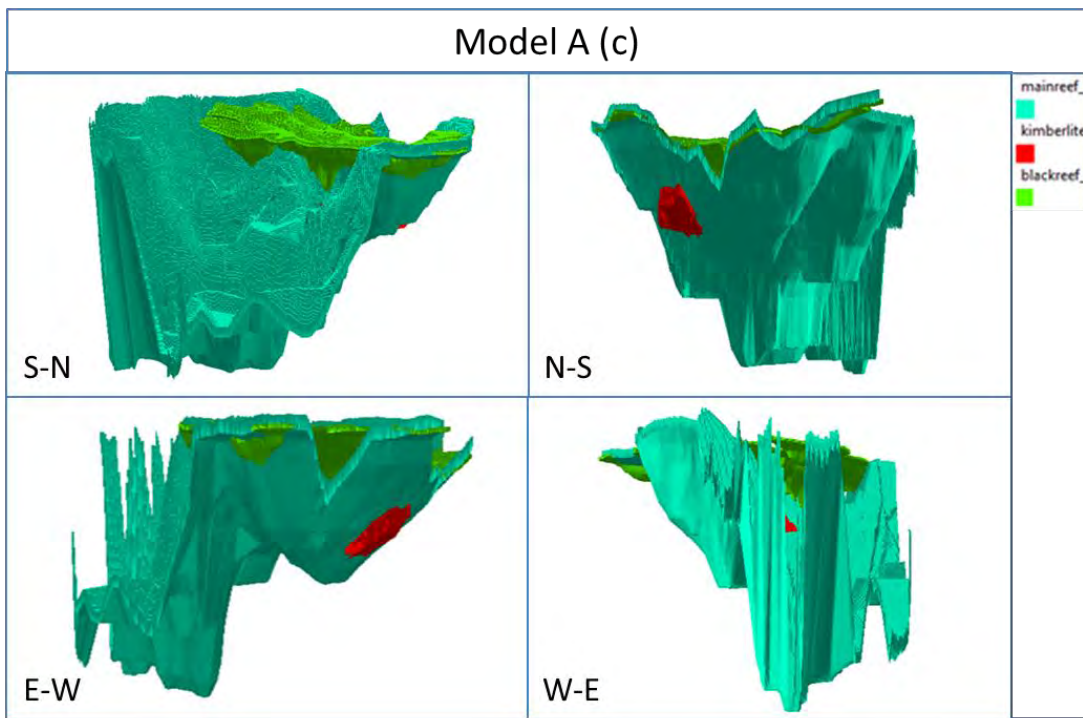 Model A (c)
S-N
N-S
mainreef_
kimberlite
blackreef_
E-W
W-E